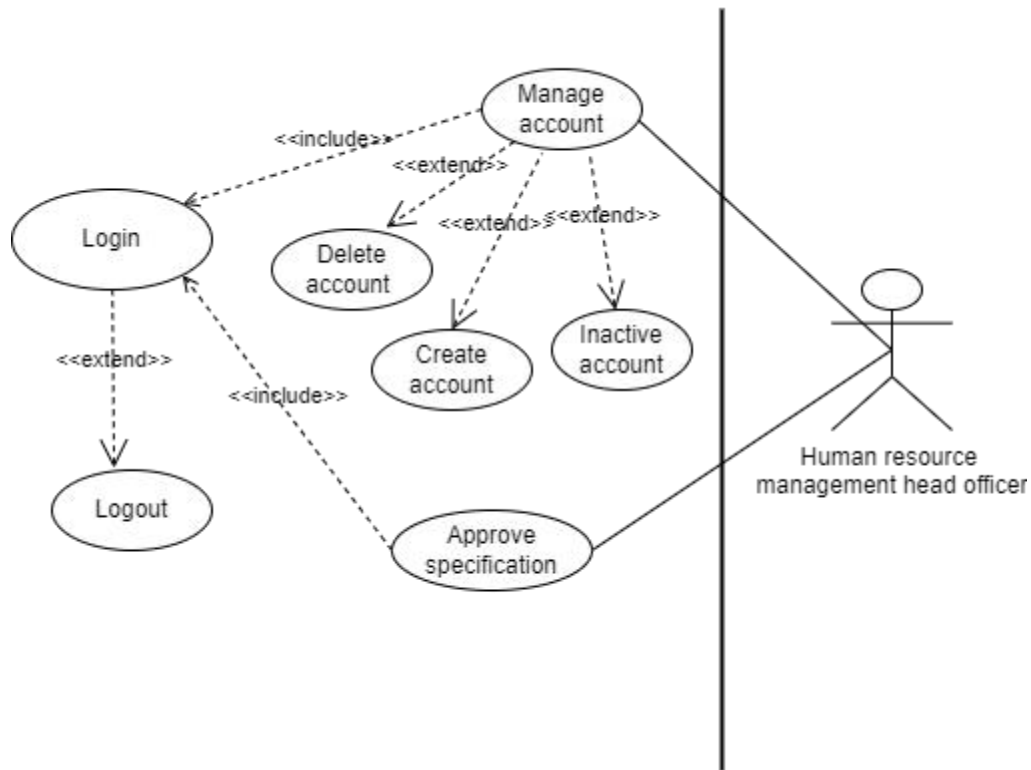 Manage
account
<<include>>
<<extend>>
<<extend>>
<<extend>>
Login
Delete
account
Create
account
Inactive
account
<<extend>>
<<include>>
Human resource
management head officer
Logout
Approve
specification